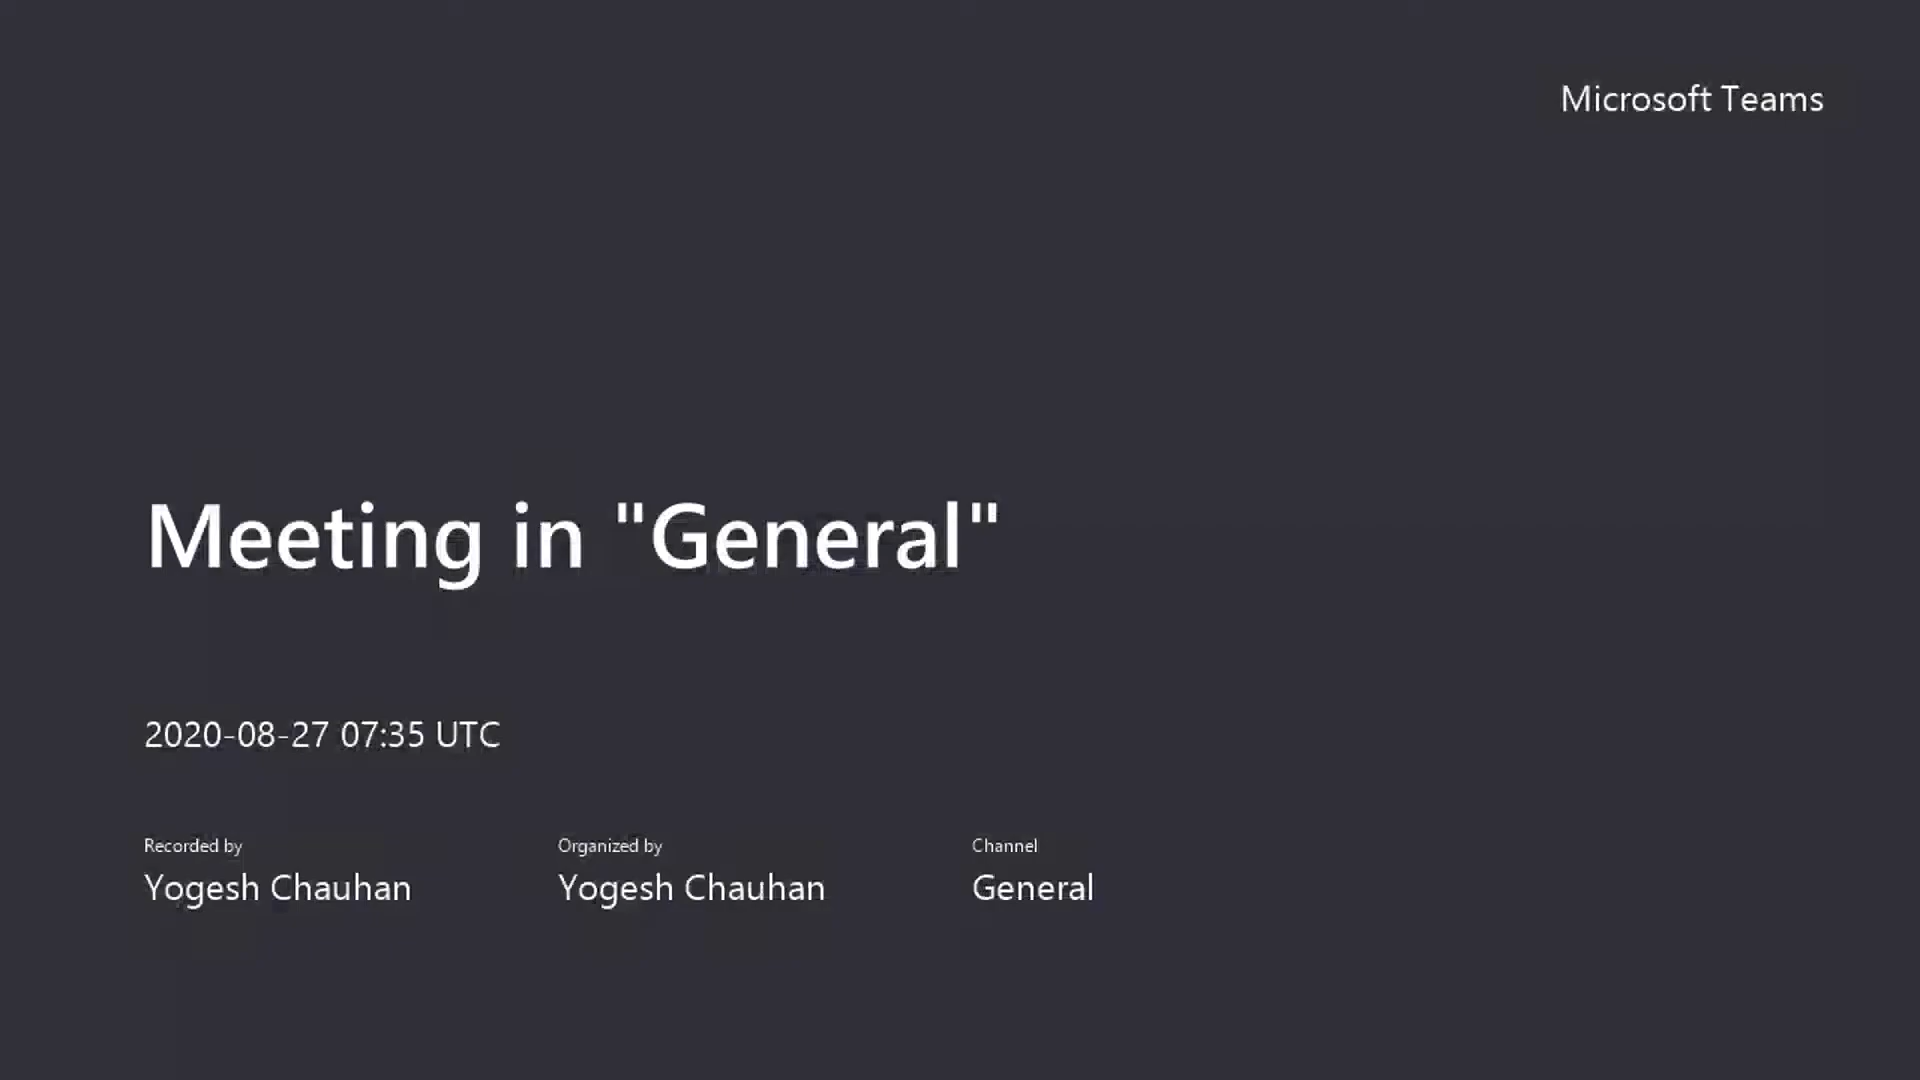 Microsoft Teams
Meeting in "General"
2020-08-27 07:35 UTC
Recorded by
Yogesh Chauhan
Organized by
Yogesh Chauhan
Channel
General